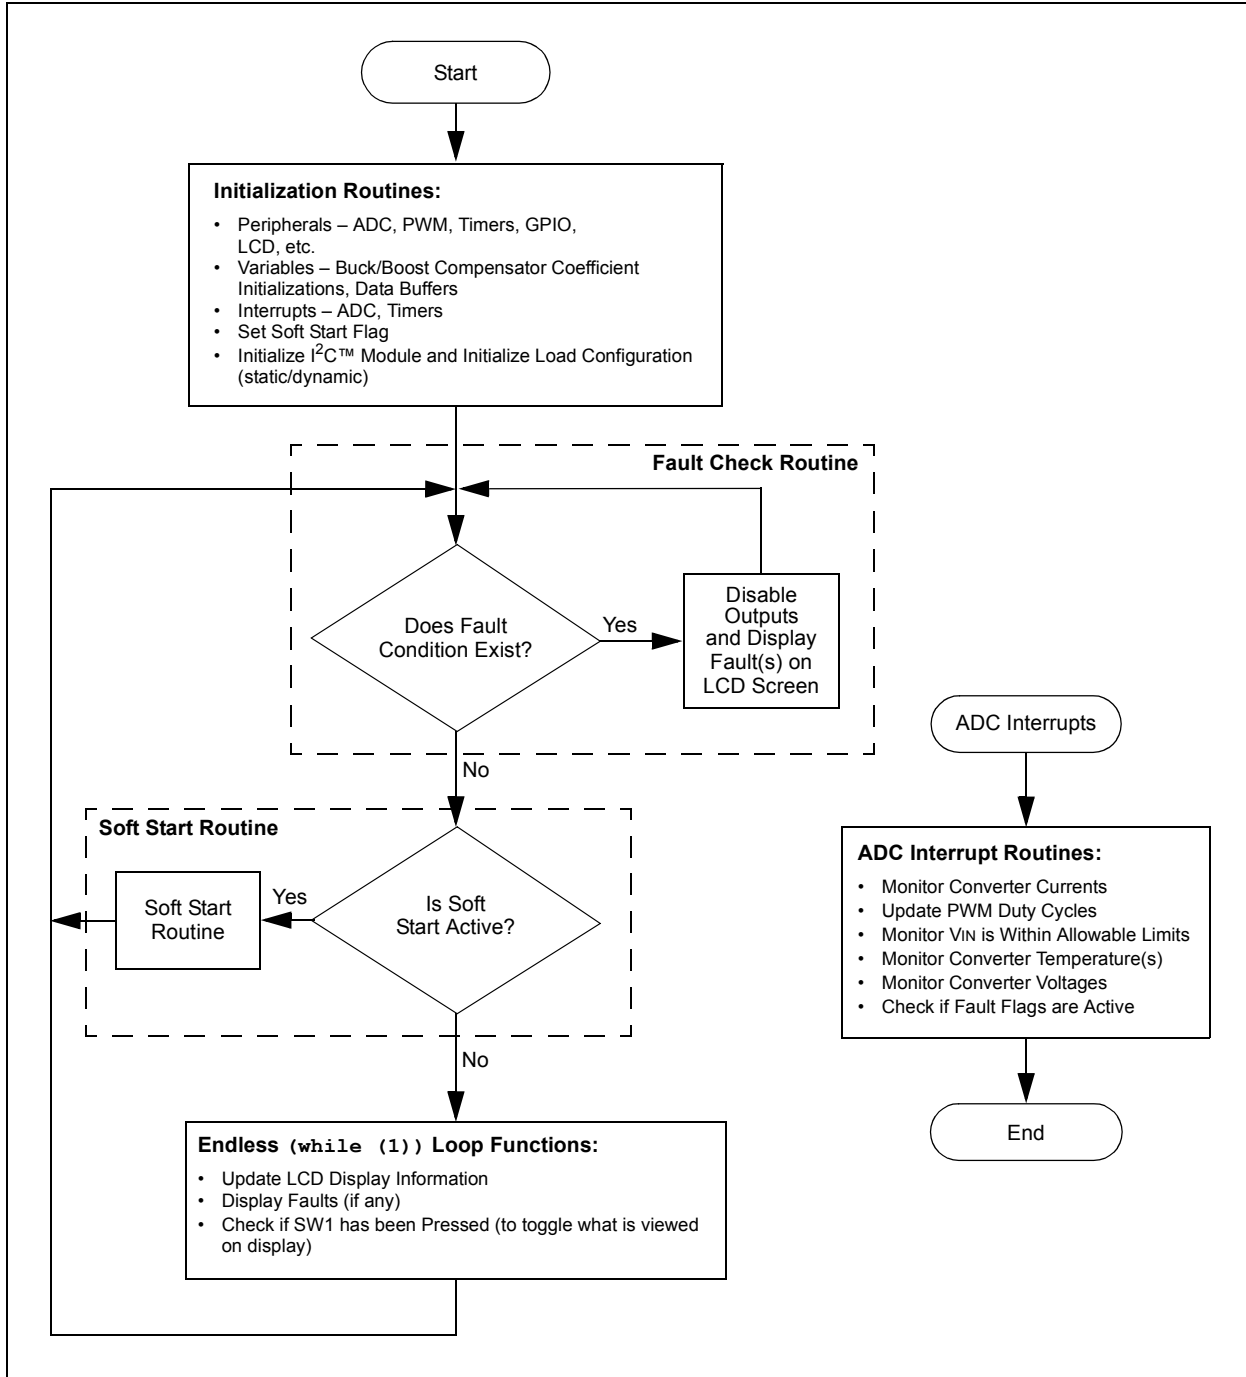 Start
Initialization Routines:
• Peripherals – ADC, PWM, Timers, GPIO,
LCD, etc.
• Variables – Buck/Boost Compensator Coefficient
Initializations, Data Buffers
• Interrupts – ADC, Timers
• Set Soft Start Flag
• Initialize I²C™ Module and Initialize Load Configuration
(static/dynamic)
Fault Check Routine
Does Fault
Condition Exist?
Yes
Disable
Outputs
and Display
Fault(s) on
LCD Screen
No
Soft Start Routine
Is Soft
Start Active?
Yes
Soft Start
Routine
No
Endless (while (1)) Loop Functions:
• Update LCD Display Information
• Display Faults (if any)
• Check if SW1 has been Pressed (to toggle what is viewed
on display)
ADC Interrupts
ADC Interrupt Routines:
• Monitor Converter Currents
• Update PWM Duty Cycles
• Monitor VIN is Within Allowable Limits
• Monitor Converter Temperature(s)
• Monitor Converter Voltages
• Check if Fault Flags are Active
End